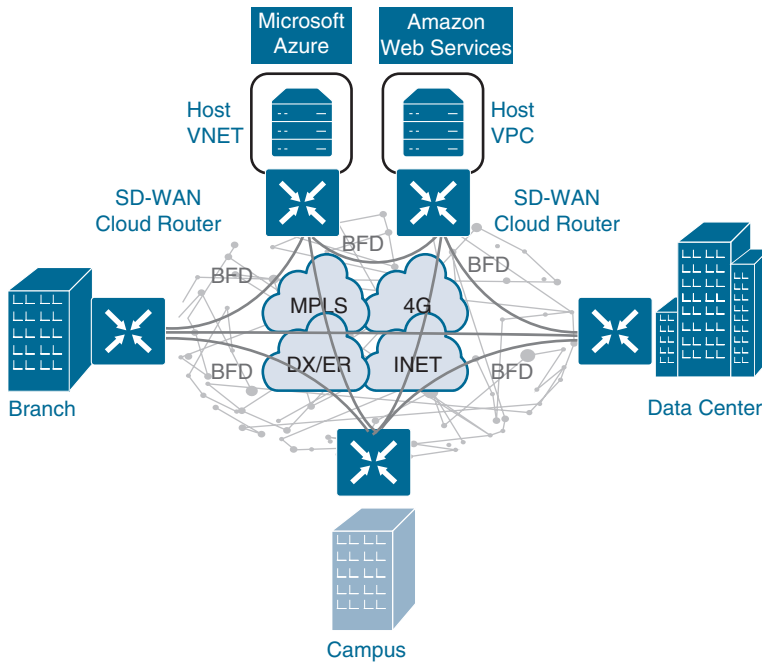 Microsoft
Azure
Amazon
Web Services
Host
VNET
Host
VPC
SD-WAN
Cloud Router
SD-WAN
Cloud Router
BFD
BFD
BFD
MPLS
4G
DX/ER
INET
BFD
BFD
Branch
Data Center
Campus